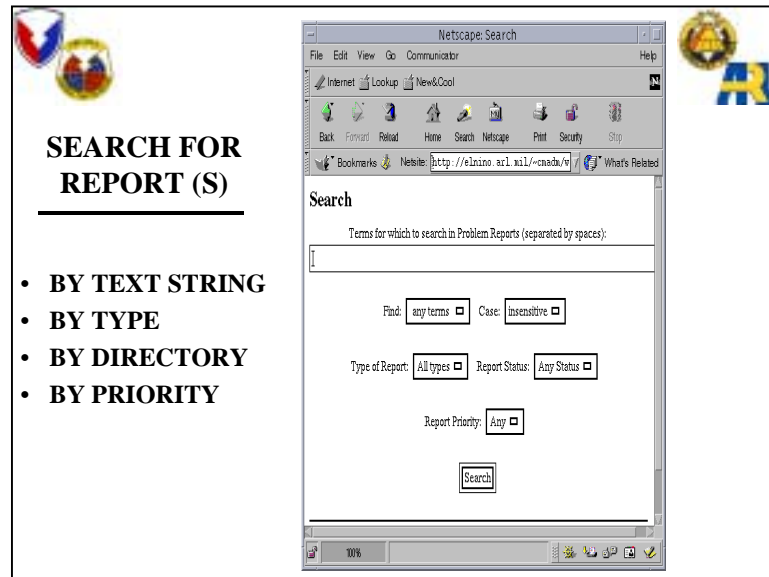 SEARCH FOR
REPORT (S)
• BY TEXT STRING
• BY TYPE
• BY DIRECTORY
• BY PRIORITY
Netscape: Search
File Edit View Go Communicator Help
Internet Lookup New&Cool N
Back Forward Reload Home Search Netscape Print Security Stop
Bookmarks Netsite: http://elnino.arl.mil/~cmadm/w What's Related
Search
Terms for which to search in Problem Reports (separated by spaces):
Find: any terms Case: insensitive
Type of Report: All types Report Status: Any Status
Report Priority: Any
Search
100%
ARL